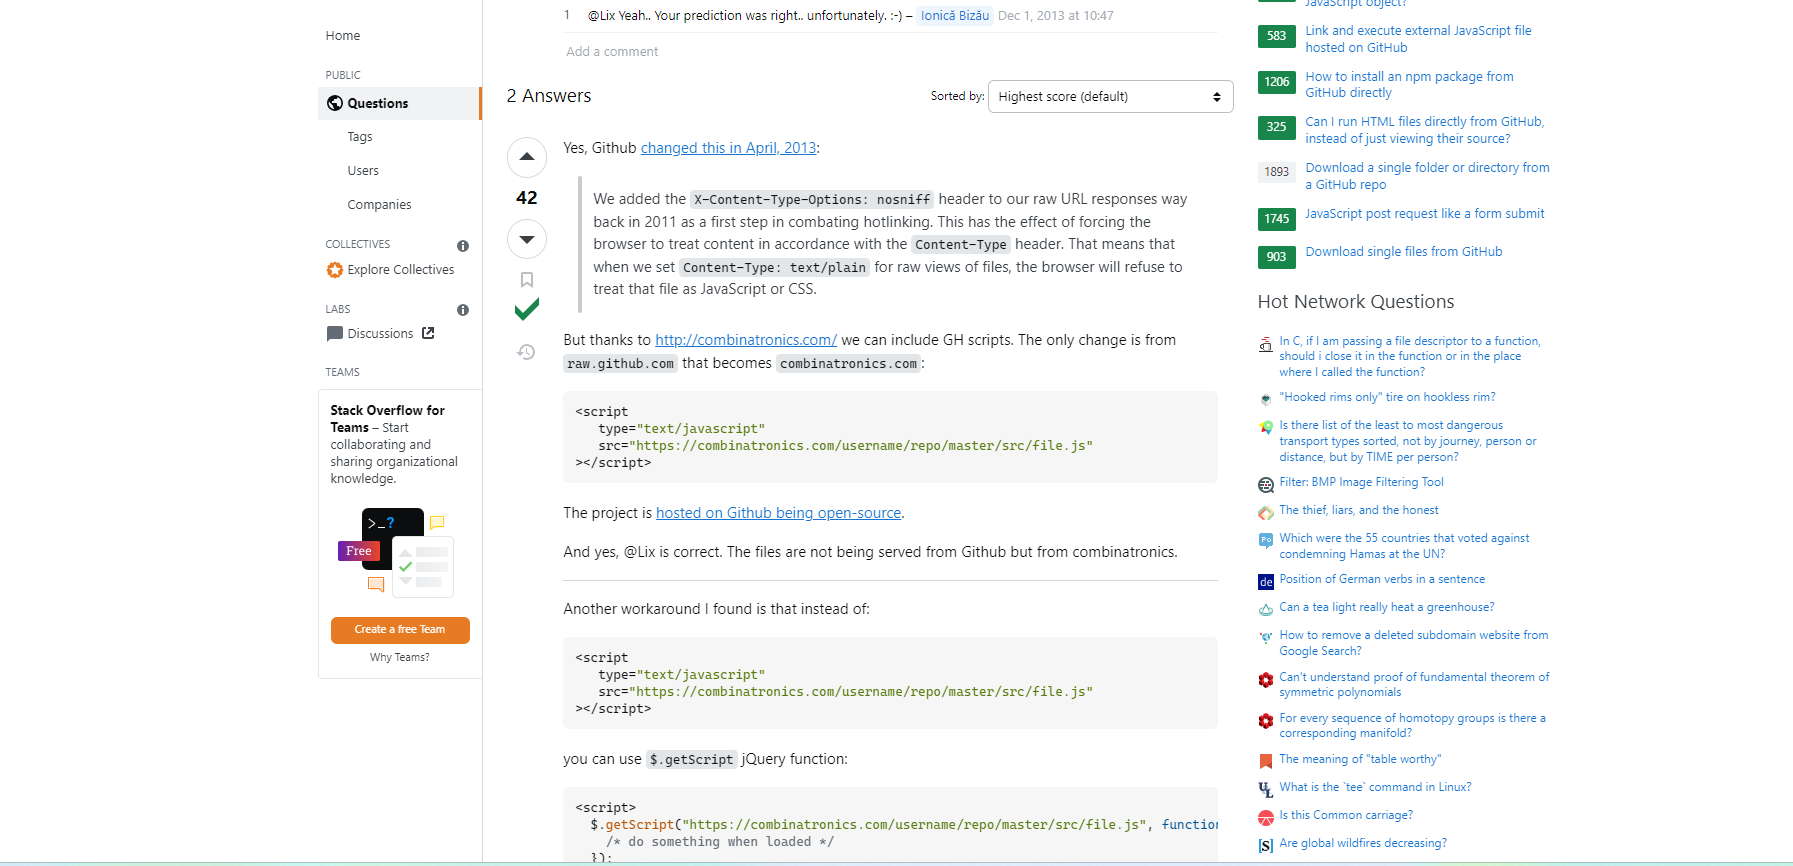 Home
PUBLIC
Questions
Tags
Users
Companies
COLLECTIVES
Explore Collectives
LABS
Discussions
TEAMS
Stack Overflow for
Teams – Start
collaborating and
sharing organizational
knowledge.
>_?
Free
Create a free Team
Why Teams?
1 @Lix Yeah.. Your prediction was right.. unfortunately. :-) – Ionică Bizău Dec 1, 2013 at 10:47
Add a comment
2 Answers
Sorted by: Highest score (default)
42
Yes, Github changed this in April, 2013:
We added the X-Content-Type-Options: nosniff header to our raw URL responses way
back in 2011 as a first step in combating hotlinking. This has the effect of forcing the
browser to treat content in accordance with the Content-Type header. That means that
when we set Content-Type: text/plain for raw views of files, the browser will refuse to
treat that file as JavaScript or CSS.
But thanks to http://combinatronics.com/ we can include GH scripts. The only change is from
raw.github.com that becomes combinatronics.com:
<script
type="text/javascript"
src="https://combinatronics.com/username/repo/master/src/file.js"
></script>
The project is hosted on Github being open-source.
And yes, @Lix is correct. The files are not being served from Github but from combinatronics.
Another workaround I found is that instead of:
<script
type="text/javascript"
src="https://combinatronics.com/username/repo/master/src/file.js"
></script>
you can use $.getScript jQuery function:
<script>
$.getScript("https://combinatronics.com/username/repo/master/src/file.js", function
/* do something when loaded */
});
JavaScript object?
583 Link and execute external JavaScript file
hosted on GitHub
1206 How to install an npm package from
GitHub directly
325 Can I run HTML files directly from GitHub,
instead of just viewing their source?
1893 Download a single folder or directory from
a GitHub repo
1745 JavaScript post request like a form submit
903 Download single files from GitHub
Hot Network Questions
In C, if I am passing a file descriptor to a function,
should i close it in the function or in the place
where I called the function?
"Hooked rims only" tire on hookless rim?
Is there list of the least to most dangerous
transport types sorted, not by journey, person or
distance, but by TIME per person?
Filter: BMP Image Filtering Tool
The thief, liars, and the honest
Po Which were the 55 countries that voted against
condemning Hamas at the UN?
de Position of German verbs in a sentence
Can a tea light really heat a greenhouse?
How to remove a deleted subdomain website from
Google Search?
Can't understand proof of fundamental theorem of
symmetric polynomials
For every sequence of homotopy groups is there a
corresponding manifold?
The meaning of "table worthy"
UL What is the `tee` command in Linux?
Is this Common carriage?
[S] Are global wildfires decreasing?